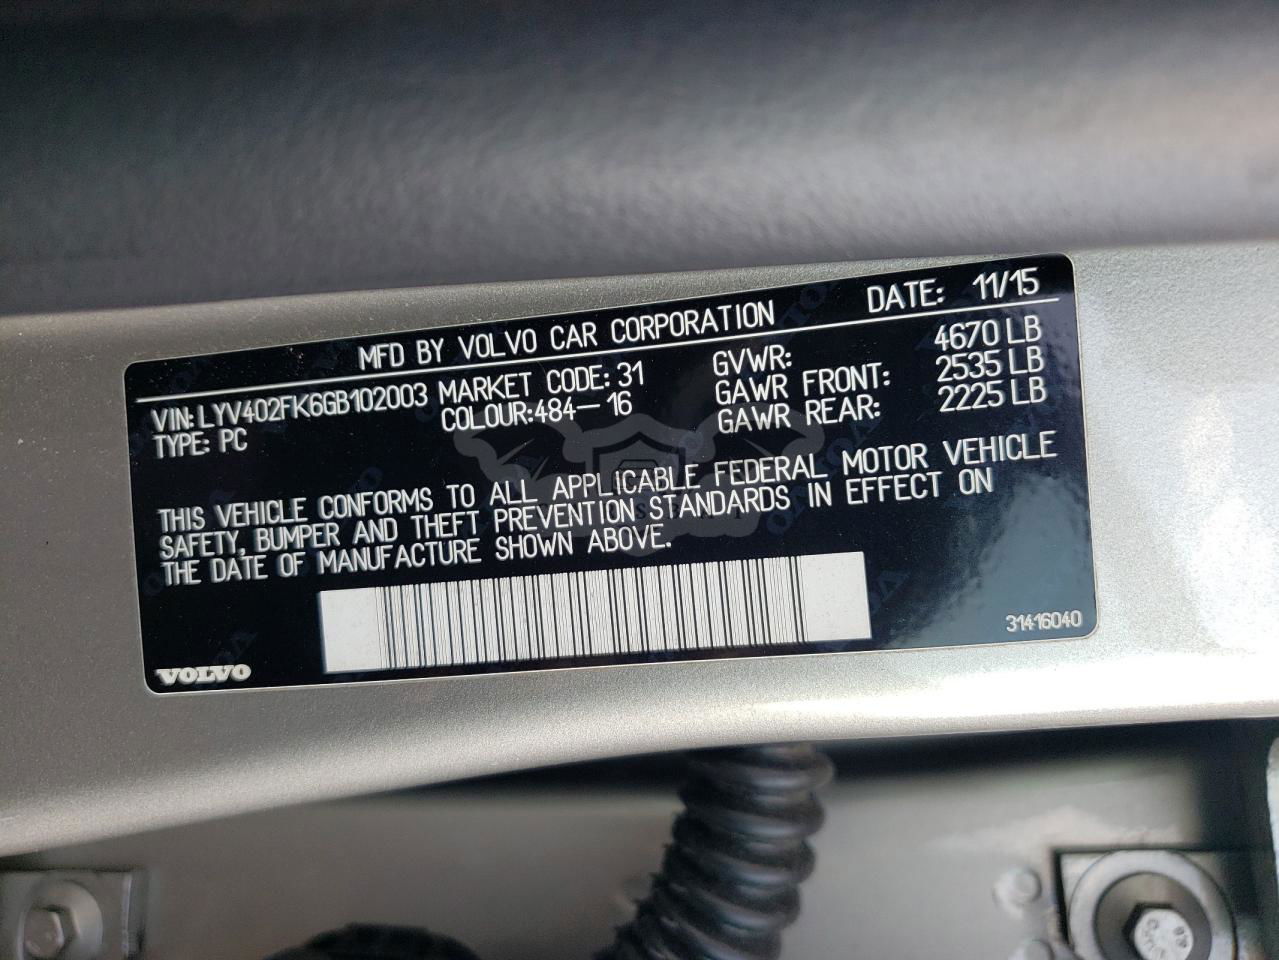 MFD BY VOLVO CAR CORPORATION DATE: 11/15
VIN: LYV402FK6GB102003 MARKET CODE: 31 GVWR: 4670 LB
TYPE: PC COLOUR:484-16 GAWR FRONT: 2535 LB
GAWR REAR: 2225 LB
THIS VEHICLE CONFORMS TO ALL APPLICABLE FEDERAL MOTOR VEHICLE
SAFETY, BUMPER AND THEFT PREVENTION STANDARDS IN EFFECT ON
THE DATE OF MANUFACTURE SHOWN ABOVE.
31416040
VOLVO